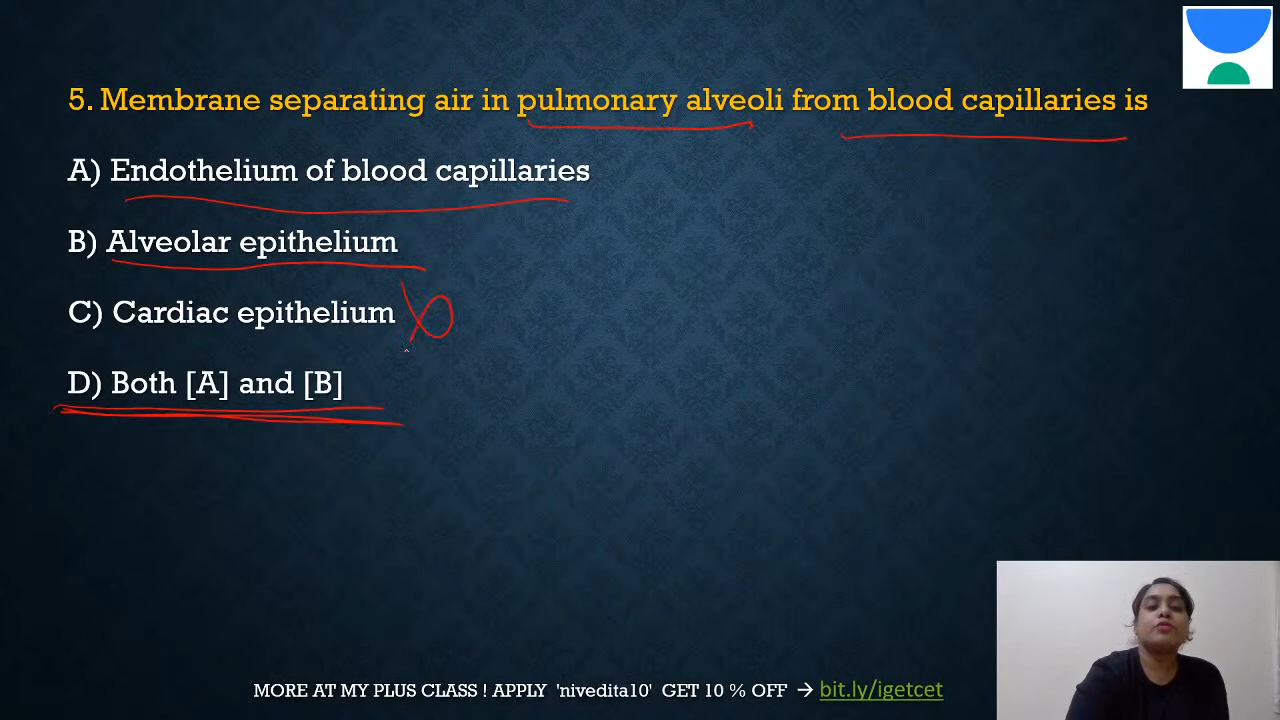 5. Membrane separating air in pulmonary alveoli from blood capillaries is
A) Endothelium of blood capillaries
B) Alveolar epithelium
C) Cardiac epithelium
D) Both [A] and [B]
MORE AT MY PLUS CLASS ! APPLY 'nivedita10' GET 10 % OFF → bit.ly/igetcet